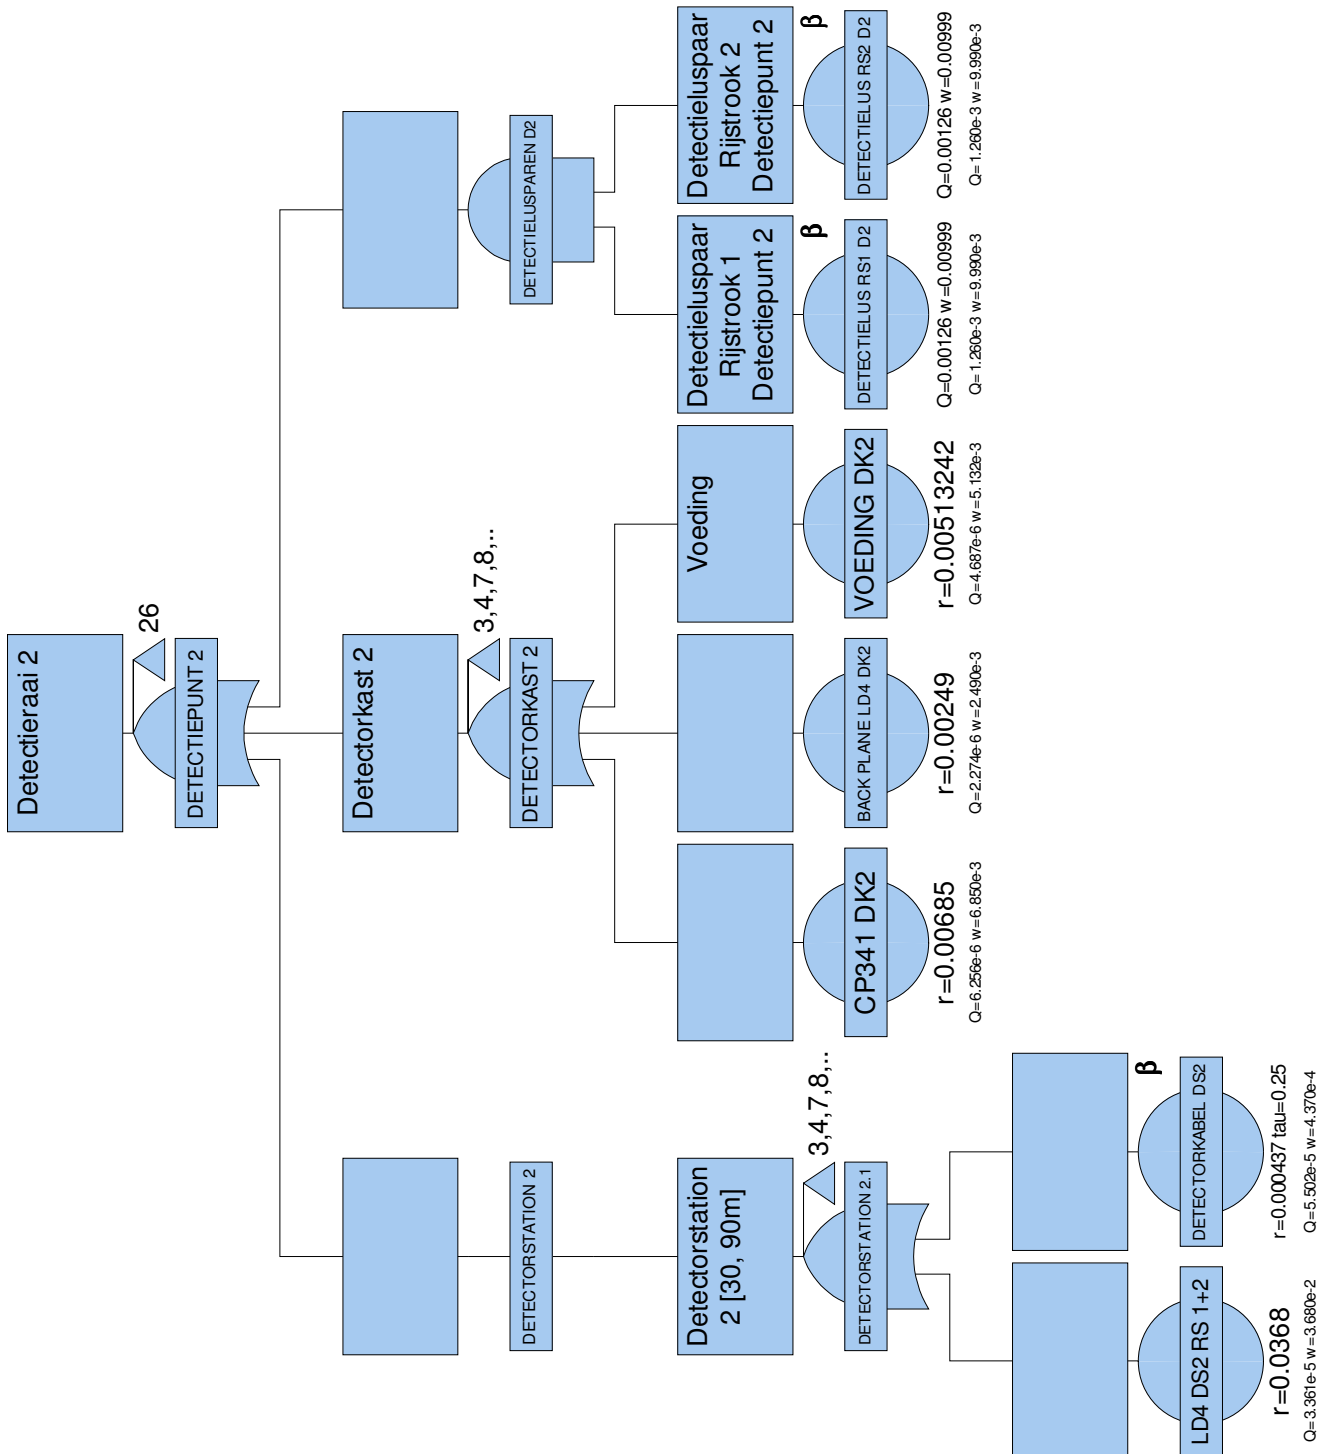 Detectieraai 2
26
DETECTIEPUNT 2
Detectorkast 2
3,4,7,8,..
DETECTORSTATION 2
DETECTORKAST 2
DETECTIELUSPAREN D2
Detectorstation
2 [30, 90m]
3,4,7,8,..
DETECTORSTATION 2.1
CP341 DK2
r=0.00685
Q=6.256e-6 w=6.850e-3
BACK PLANE LD4 DK2
r=0.00249
Q=2.274e-6 w=2.490e-3
Voeding
VOEDING DK2
r=0.00513242
Q=4.687e-6 w=5.132e-3
Detectieluspaar
Rijstrook 1
Detectiepunt 2
β
DETECTIELUS RS1 D2
Q=0.00126 w=0.00999
Q=1.260e-3 w=9.990e-3
Detectieluspaar
Rijstrook 2
Detectiepunt 2
β
DETECTIELUS RS2 D2
Q=0.00126 w=0.00999
Q=1.260e-3 w=9.990e-3
LD4 DS2 RS 1+2
r=0.0368
Q=3.361e-5 w=3.680e-2
β
DETECTORKABEL DS2
r=0.000437 tau=0.25
Q=5.502e-5 w=4.370e-4